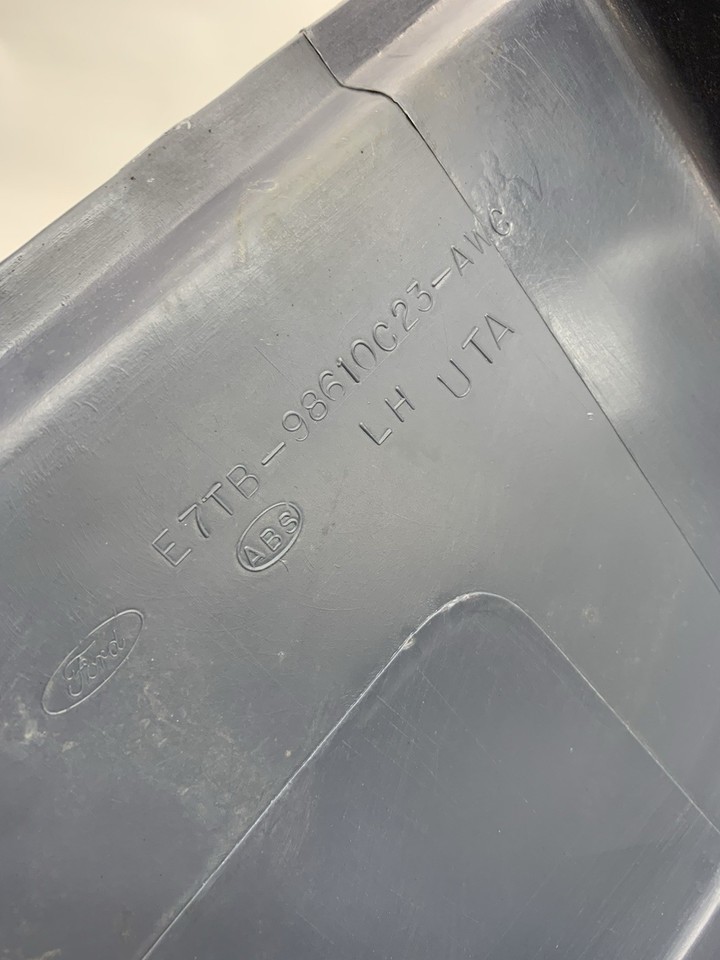 E7TB-98610C23-AWC
LH UTA
ABS
Ford